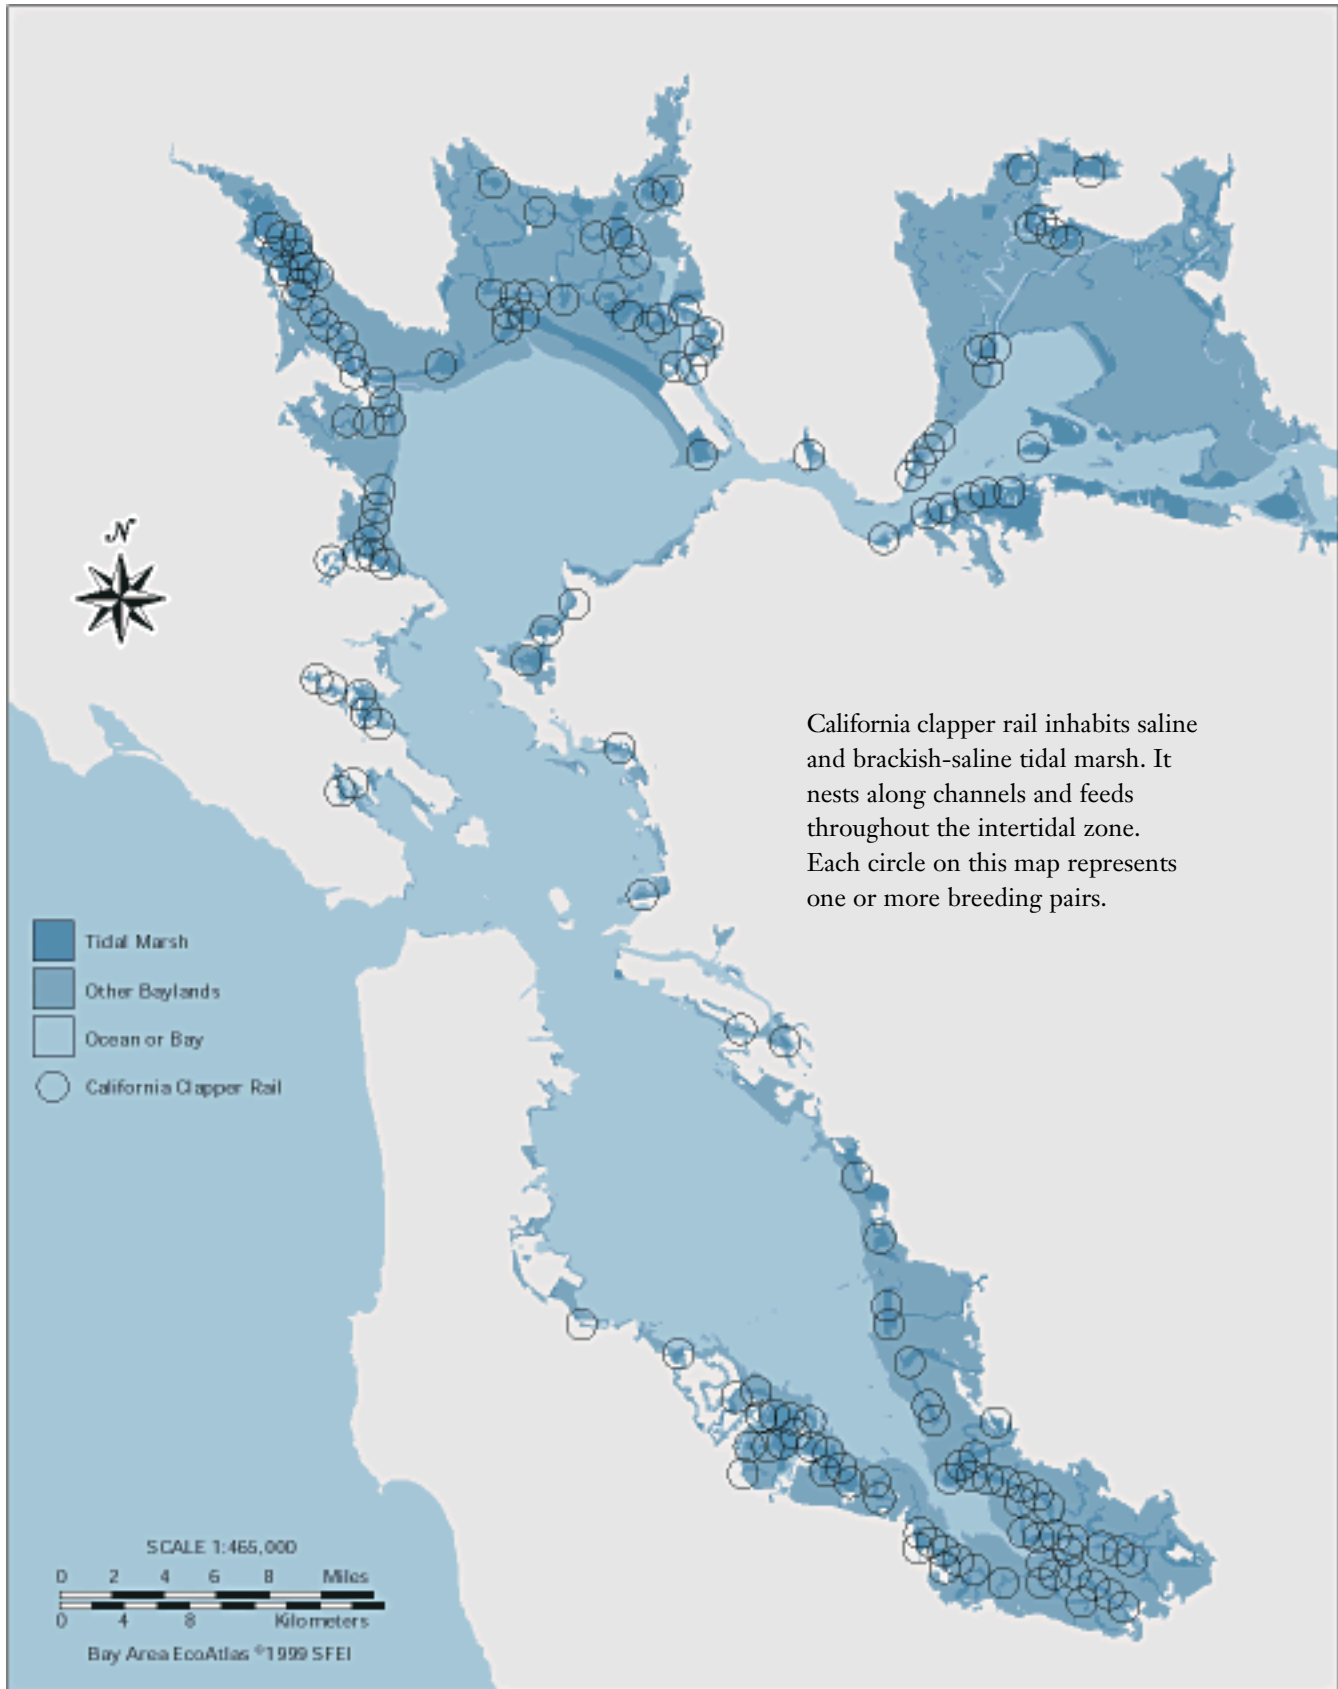 N
California clapper rail inhabits saline
and brackish-saline tidal marsh. It
nests along channels and feeds
throughout the intertidal zone.
Each circle on this map represents
one or more breeding pairs.
Tidal Marsh
Other Baylands
Ocean or Bay
California Clapper Rail
SCALE 1:465,000
0 2 4 6 8 Miles
0 4 8 Kilometers
Bay Area EcoAtlas ©1999 SFEI